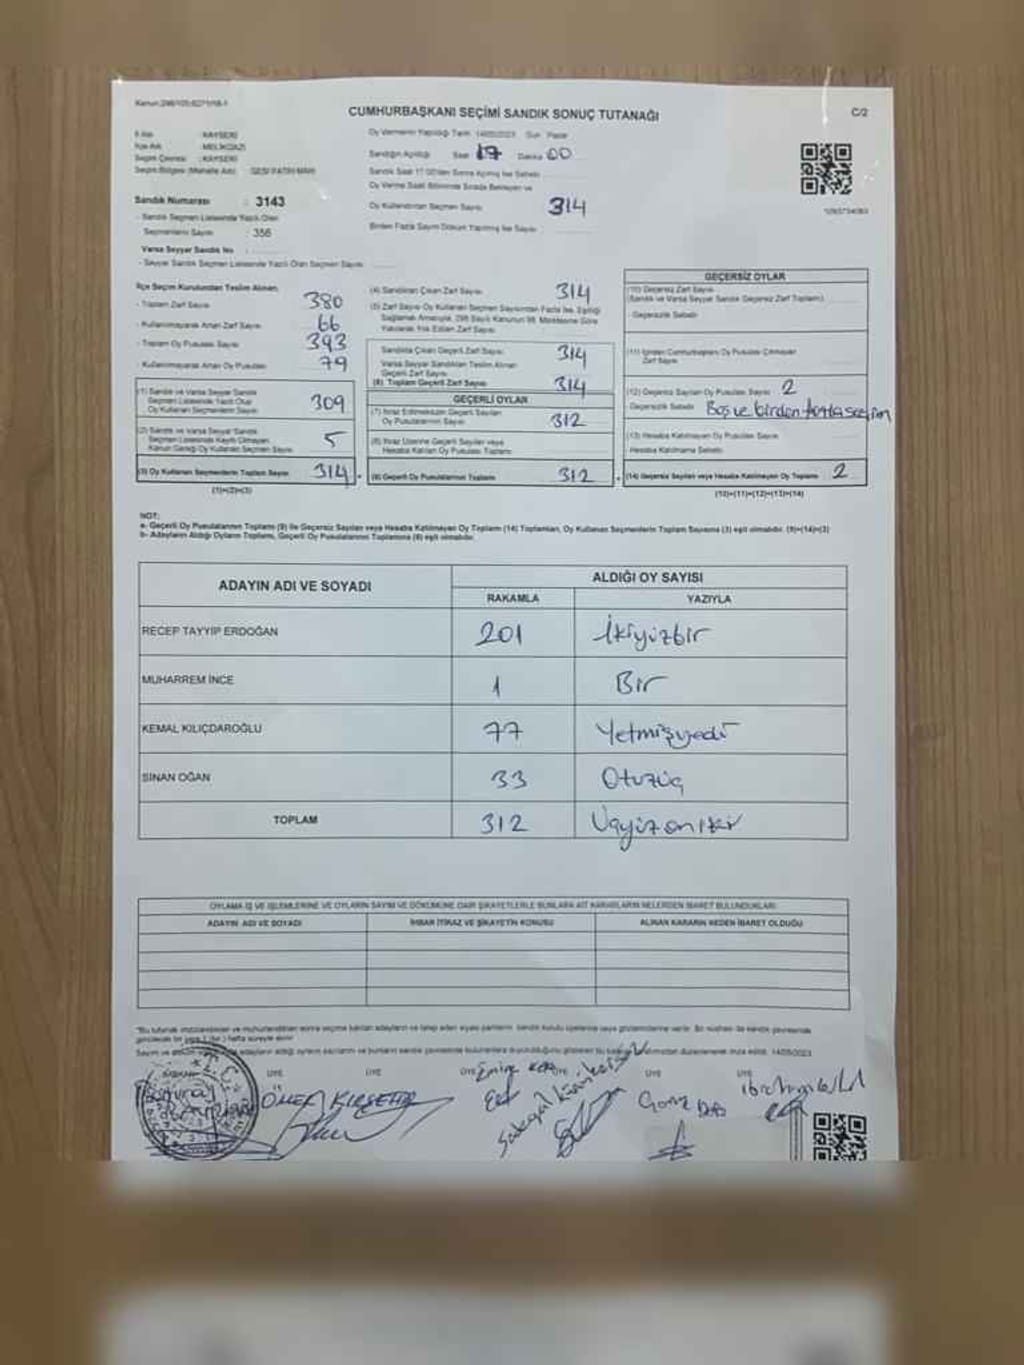 Kanun:298/105;6271/18-1
CUMHURBAŞKANI SEÇİMİ SANDIK SONUÇ TUTANAĞI
C/2
İl Adı : KAYSERİ
İlçe Adı : MELİKGAZİ
Seçim Çevresi : KAYSERİ
Seçim Bölgesi (Mahalle Adı) : GESİ FATİH MAH.
Oy Vermenin Yapıldığı Tarih 14/05/2023 Gün Pazar
Sandığın Açıldığı Saat 17 Dakika 00
Sandık Saat 17.00'den Sonra Açılmış İse Sebebi
Oy Verme Saati Bitiminde Sırada Bekleyen ve
Oy Kullandırılan Seçmen Sayısı 314
Birden Fazla Sayım Döküm Yapılmış İse Sayısı
Sandık Numarası : 3143
- Sandık Seçmen Listesinde Yazılı Olan
Seçmenlerin Sayısı : 356
Varsa Seyyar Sandık No :
- Seyyar Sandık Seçmen Listesinde Yazılı Olan Seçmen Sayısı
İlçe Seçim Kurulundan Teslim Alınan;
- Toplam Zarf Sayısı 380
- Kullanılmayarak Artan Zarf Sayısı 66
- Toplam Oy Pusulası Sayısı 393
- Kullanılmayarak Artan Oy Pusulası 79
(1) Sandık ve Varsa Seyyar Sandık
Seçmen Listesinde Yazılı Olup
Oy Kullanan Seçmenlerin Sayısı 309
(2) Sandık ve Varsa Seyyar Sandık
Seçmen Listesinde Kayıtlı Olmayan
Kanun Gereği Oy Kullanan Seçmen Sayısı 5
(3) Oy Kullanan Seçmenlerin Toplam Sayısı 314
(1)+(2)=(3)
(4) Sandıktan Çıkan Zarf Sayısı 314
(5) Zarf Sayısı Oy Kullanan Seçmen Sayısından Fazla İse, Eşitliği
Sağlamak Amacıyla, 298 Sayılı Kanunun 98. Maddesine Göre
Yakılarak Yok Edilen Zarf Sayısı
Sandıkta Çıkan Geçerli Zarf Sayısı 314
Varsa Seyyar Sandıktan Teslim Alınan
Geçerli Zarf Sayısı
(6) Toplam Geçerli Zarf Sayısı 314
GEÇERLİ OYLAR
(7) İtiraz Edilmeksizin Geçerli Sayılan
Oy Pusulalarının Sayısı 312
(8) İtiraz Üzerine Geçerli Sayılan veya
Hesaba Katılan Oy Pusulası Toplamı
(9) Geçerli Oy Pusulalarının Toplamı 312
GEÇERSİZ OYLAR
(10) Geçersiz Zarf Sayısı
(Sandık ve Varsa Seyyar Sandık Geçersiz Zarf Toplamı)
- Geçersizlik Sebebi
(11) İçinden Cumhurbaşkanı Oy Pusulası Çıkmayan
Zarf Sayısı
(12) Geçersiz Sayılan Oy Pusulası Sayısı 2
Geçersizlik Sebebi Boş ve birden fazla seçim
(13) Hesaba Katılmayan Oy Pusulası Sayısı
Hesaba Katılmama Sebebi
(14) Geçersiz Sayılan veya Hesaba Katılmayan Oy Toplamı 2
(10)+(11)+(12)+(13)=(14)
NOT:
a- Geçerli Oy Pusulalarının Toplamı (9) ile Geçersiz Sayılan veya Hesaba Katılmayan Oy Toplamı (14) Toplamları, Oy Kullanan Seçmenlerin Toplam Sayısına (3) eşit olmalıdır. (9)+(14)=(3)
b- Adayların Aldığı Oyların Toplamı, Geçerli Oy Pusulalarının Toplamına (9) eşit olmalıdır.
ADAYIN ADI VE SOYADI
ALDIĞI OY SAYISI
RAKAMLA YAZIYLA
RECEP TAYYİP ERDOĞAN 201 İkiyüzbir
MUHARREM İNCE 1 Bir
KEMAL KILIÇDAROĞLU 77 Yetmişyedi
SİNAN OĞAN 33 Otuzüç
TOPLAM 312 Üçyüzoniki
OYLAMA İŞ VE İŞLEMLERİNE VE OYLARIN SAYIM VE DÖKÜMÜNE DAİR ŞİKAYETLERLE BUNLARA AİT KARARLARIN NELERDEN İBARET BULUNDUKLARI
ADAYIN ADI VE SOYADI
İHBAR İTİRAZ VE ŞİKAYETİN KONUSU
ALINAN KARARIN NEDEN İBARET OLDUĞU
BAŞKAN ÜYE ÜYE ÜYE ÜYE ÜYE
ÖMER KIRŞEHİR